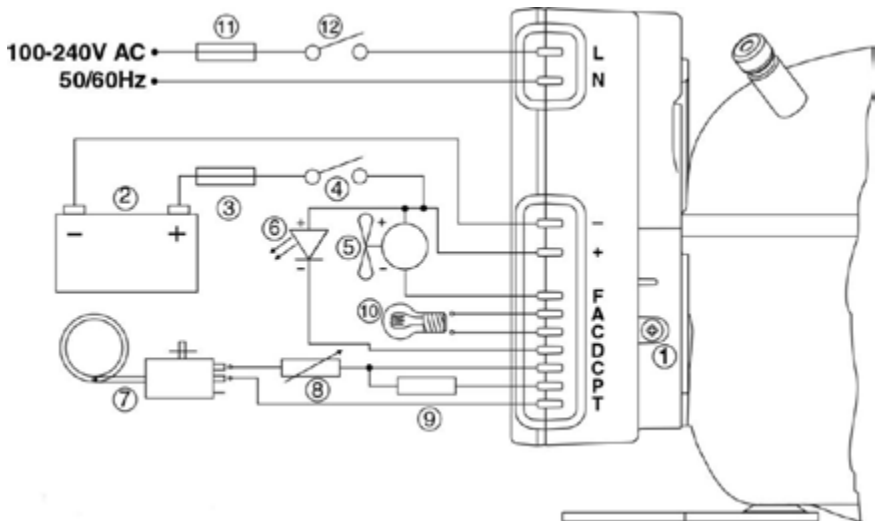 ⑪ ⑫
100-240V AC L
50/60Hz N
② ③ ④
- +
⑥ + - ⑤ + -
−
+
F
⑩ A
C
D
C
P
T
①
⑦ ⑧ ⑨